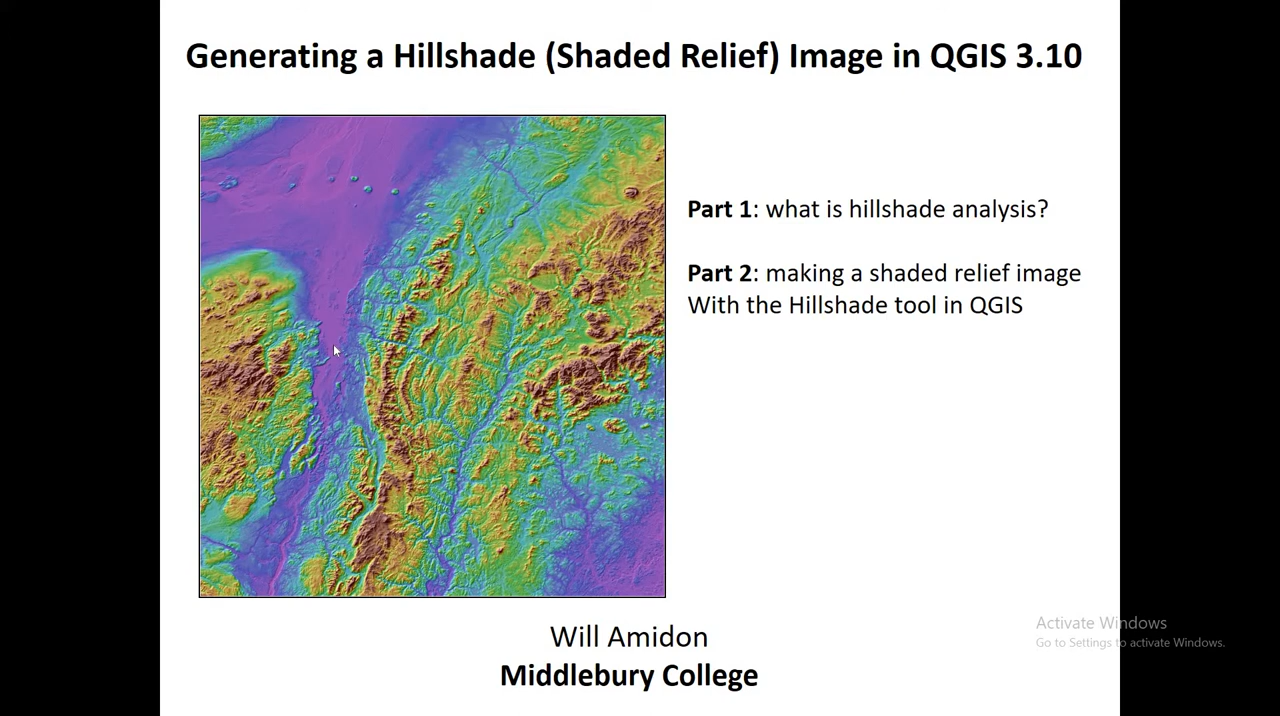 Generating a Hillshade (Shaded Relief) Image in QGIS 3.10
Part 1: what is hillshade analysis?
Part 2: making a shaded relief image
With the Hillshade tool in QGIS
Will Amidon
Middlebury College
Activate Windows
Go to Settings to activate Windows.